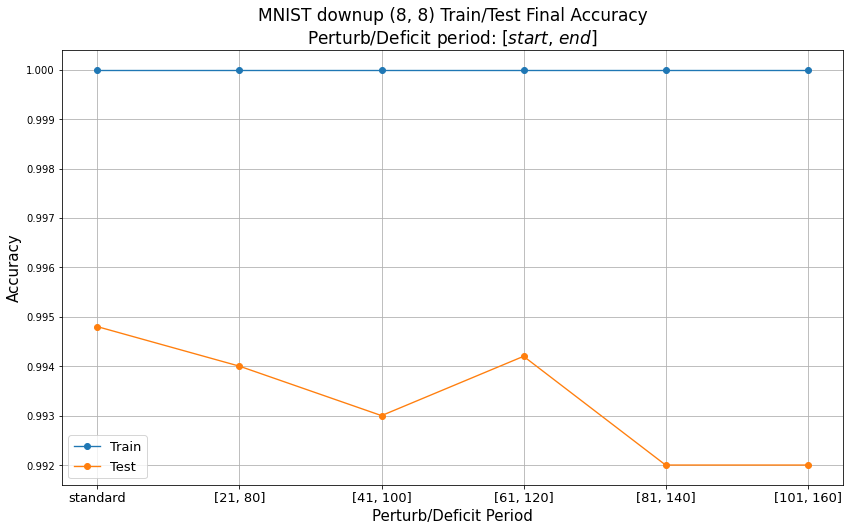 MNIST downup (8, 8) Train/Test Final Accuracy
Perturb/Deficit period: [start, end]
Accuracy
1.000
0.999
0.998
0.997
0.996
0.995
0.994
0.993
0.992
Train
Test
standard [21, 80] [41, 100] [61, 120] [81, 140] [101, 160]
Perturb/Deficit Period